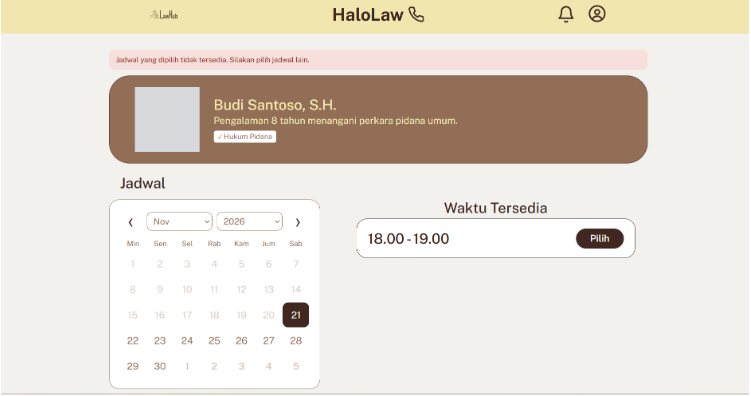 LawHub
HaloLaw
Jadwal yang dipilih tidak tersedia. Silakan pilih jadwal lain.
Budi Santoso, S.H.
Pengalaman 8 tahun menangani perkara pidana umum.
✓ Hukum Pidana
Jadwal
‹ Nov 2026 ›
Min Sen Sel Rab Kam Jum Sab
1 2 3 4 5 6 7
8 9 10 11 12 13 14
15 16 17 18 19 20 21
22 23 24 25 26 27 28
29 30 1 2 3 4 5
Waktu Tersedia
18.00 - 19.00 Pilih